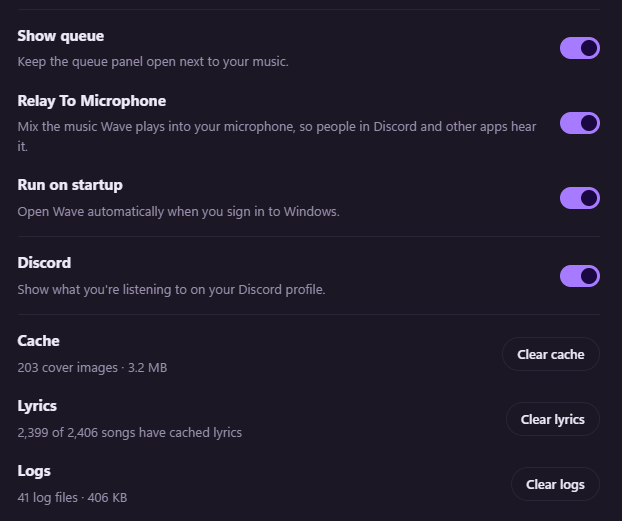 Show queue
Keep the queue panel open next to your music.
Relay To Microphone
Mix the music Wave plays into your microphone, so people in Discord and other apps hear
it.
Run on startup
Open Wave automatically when you sign in to Windows.
Discord
Show what you're listening to on your Discord profile.
Cache
203 cover images · 3.2 MB
Clear cache
Lyrics
2,399 of 2,406 songs have cached lyrics
Clear lyrics
Logs
41 log files · 406 KB
Clear logs